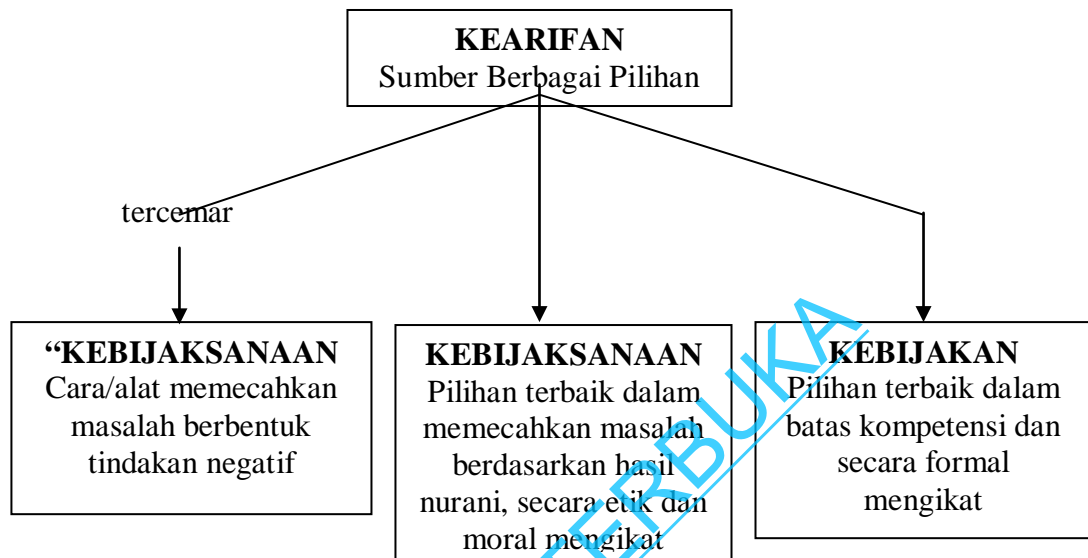 KEARIFAN
Sumber Berbagai Pilihan
tercemar
“KEBIJAKSANAAN
Cara/alat memecahkan
masalah berbentuk
tindakan negatif
KEBIJAKSANAAN
Pilihan terbaik dalam
memecahkan masalah
berdasarkan hasil
nurani, secara etik dan
moral mengikat
KEBIJAKAN
Pilihan terbaik dalam
batas kompetensi dan
secara formal
mengikat
TERBUKA